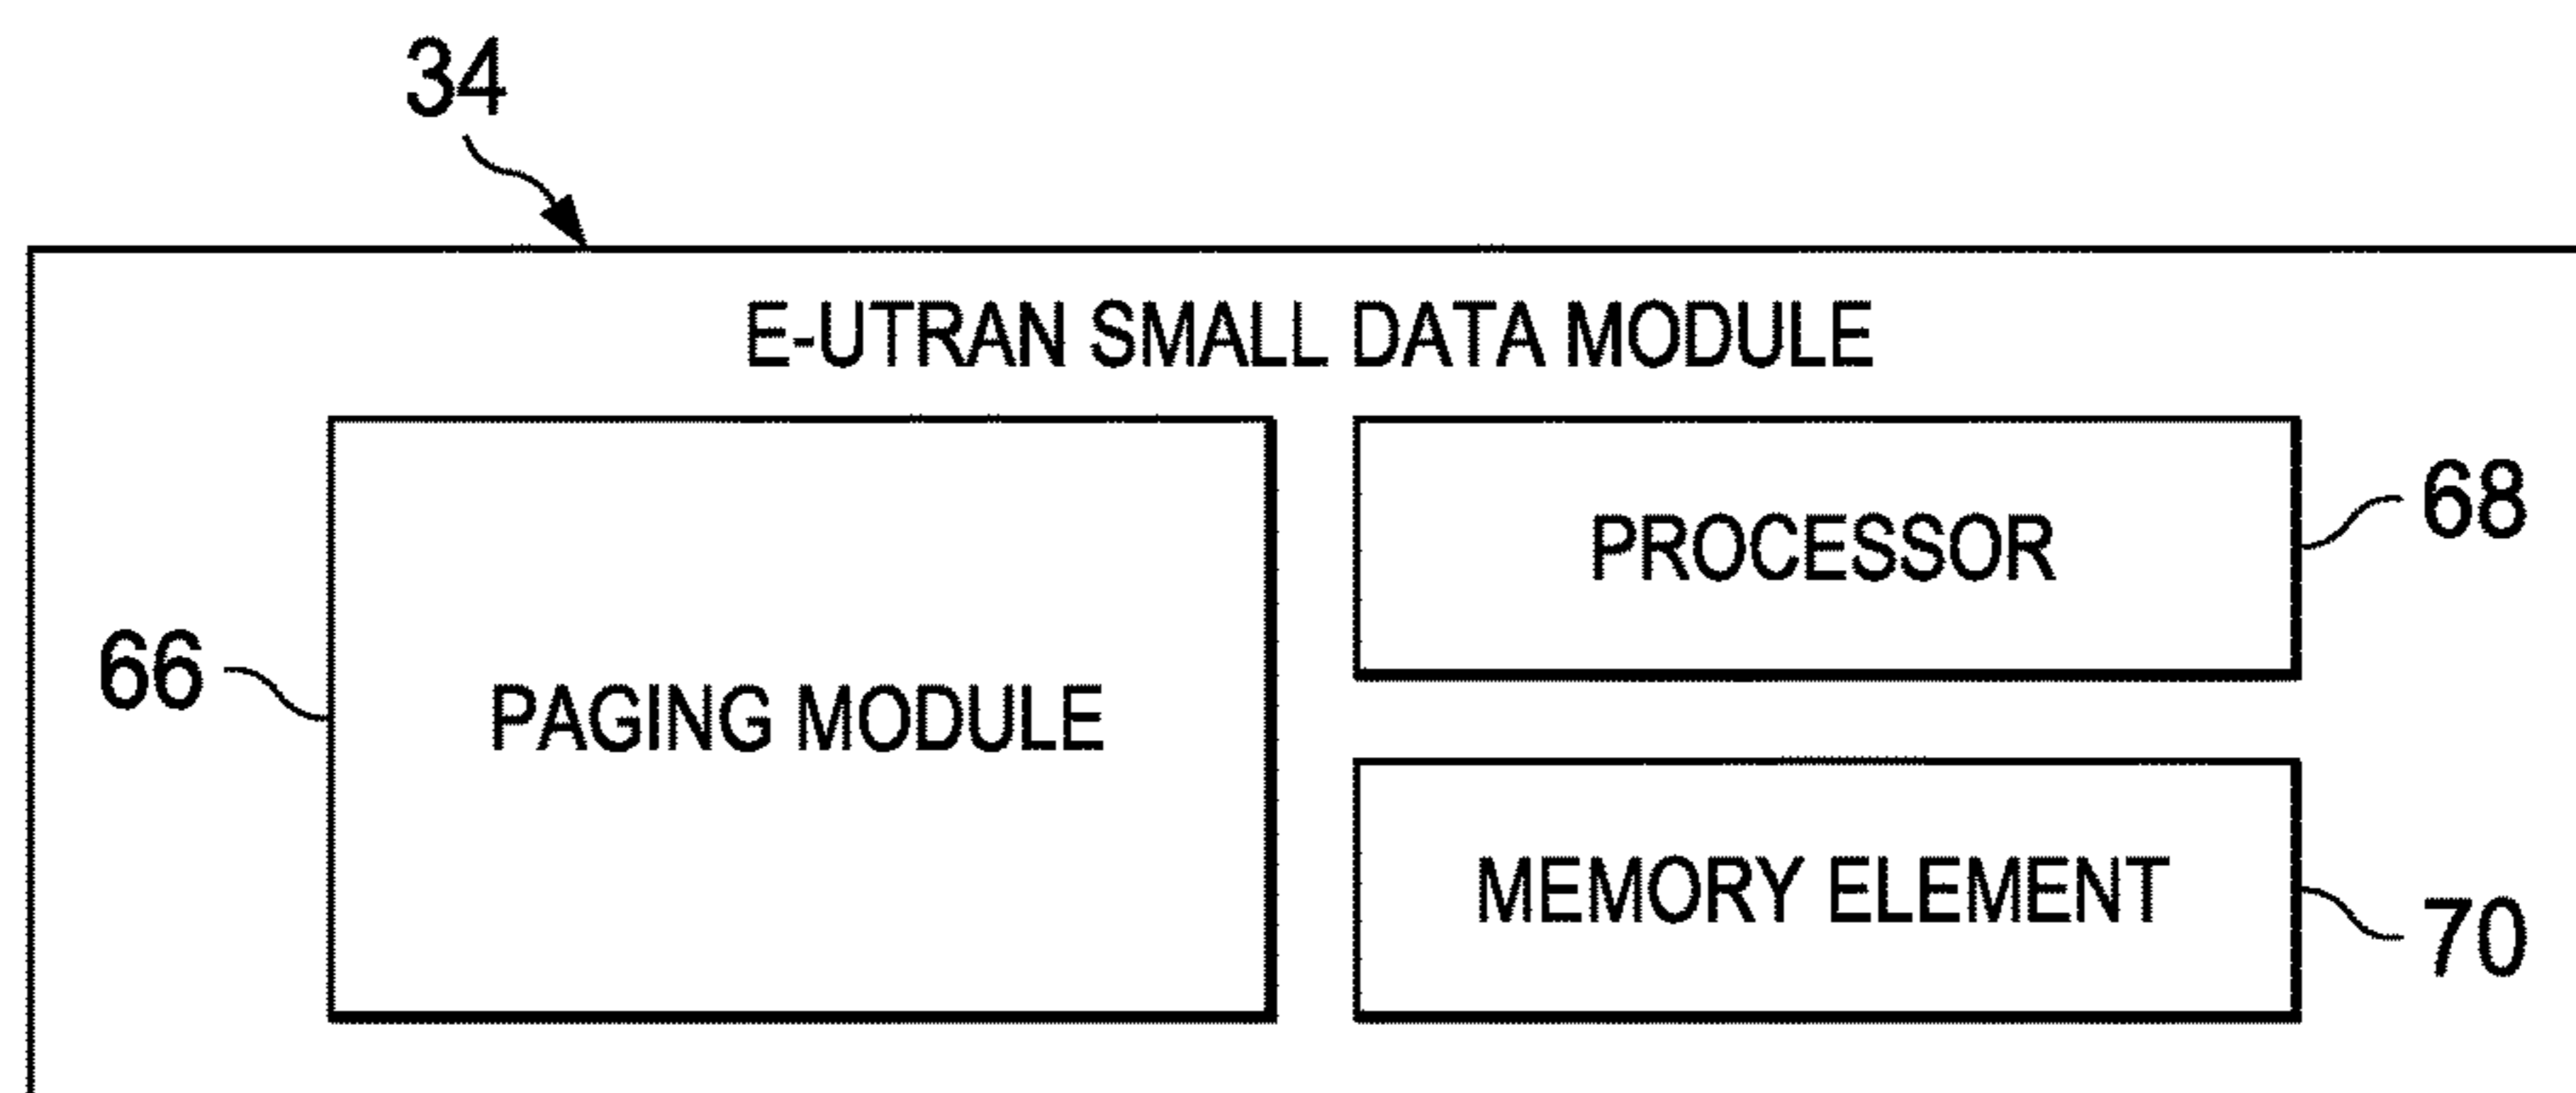 34
E-UTRAN SMALL DATA MODULE
PROCESSOR
68
66
PAGING MODULE
MEMORY ELEMENT
70